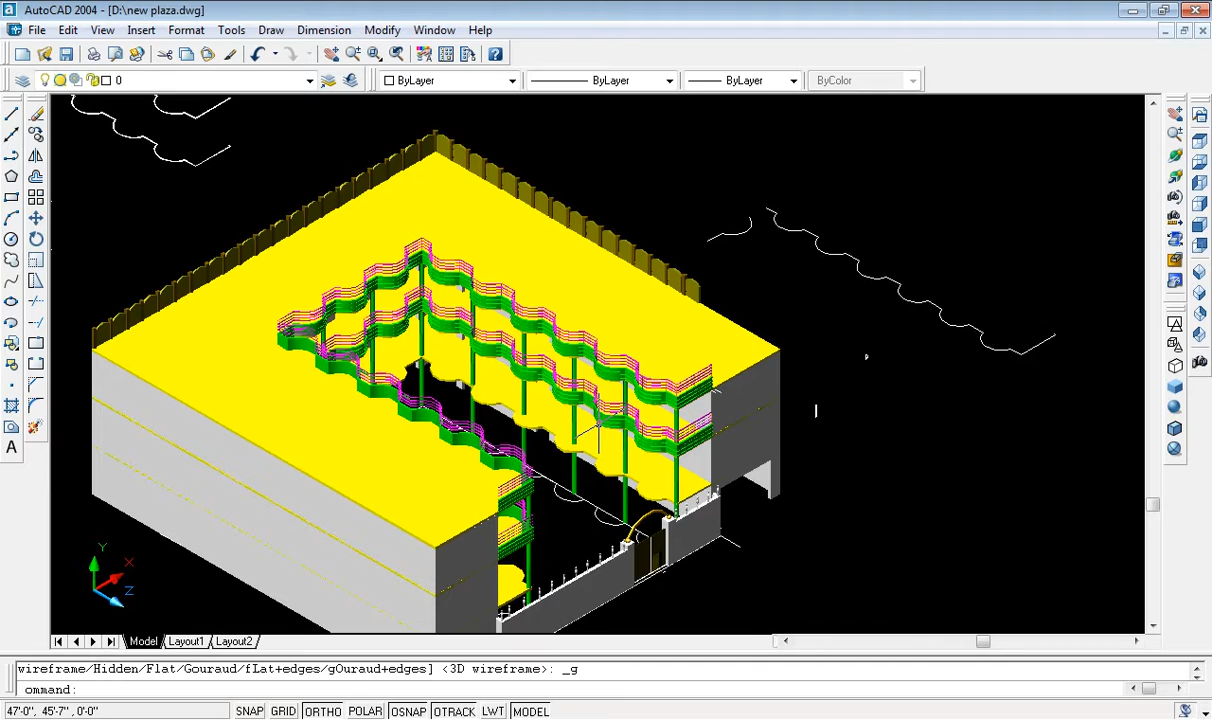 AutoCAD 2004 - [D:\new plaza.dwg]
File Edit View Insert Format Tools Draw Dimension Modify Window Help
0 ByLayer ByLayer ByLayer ByColor
A
Y
X
Z
Model Layout1 Layout2
wireframe/Hidden/Flat/Gouraud/fLat+edges/gOuraud+edges] <3D wireframe>: _g
ommand:
47'-0", 45'-7", 0'-0" SNAP GRID ORTHO POLAR OSNAP OTRACK LWT MODEL